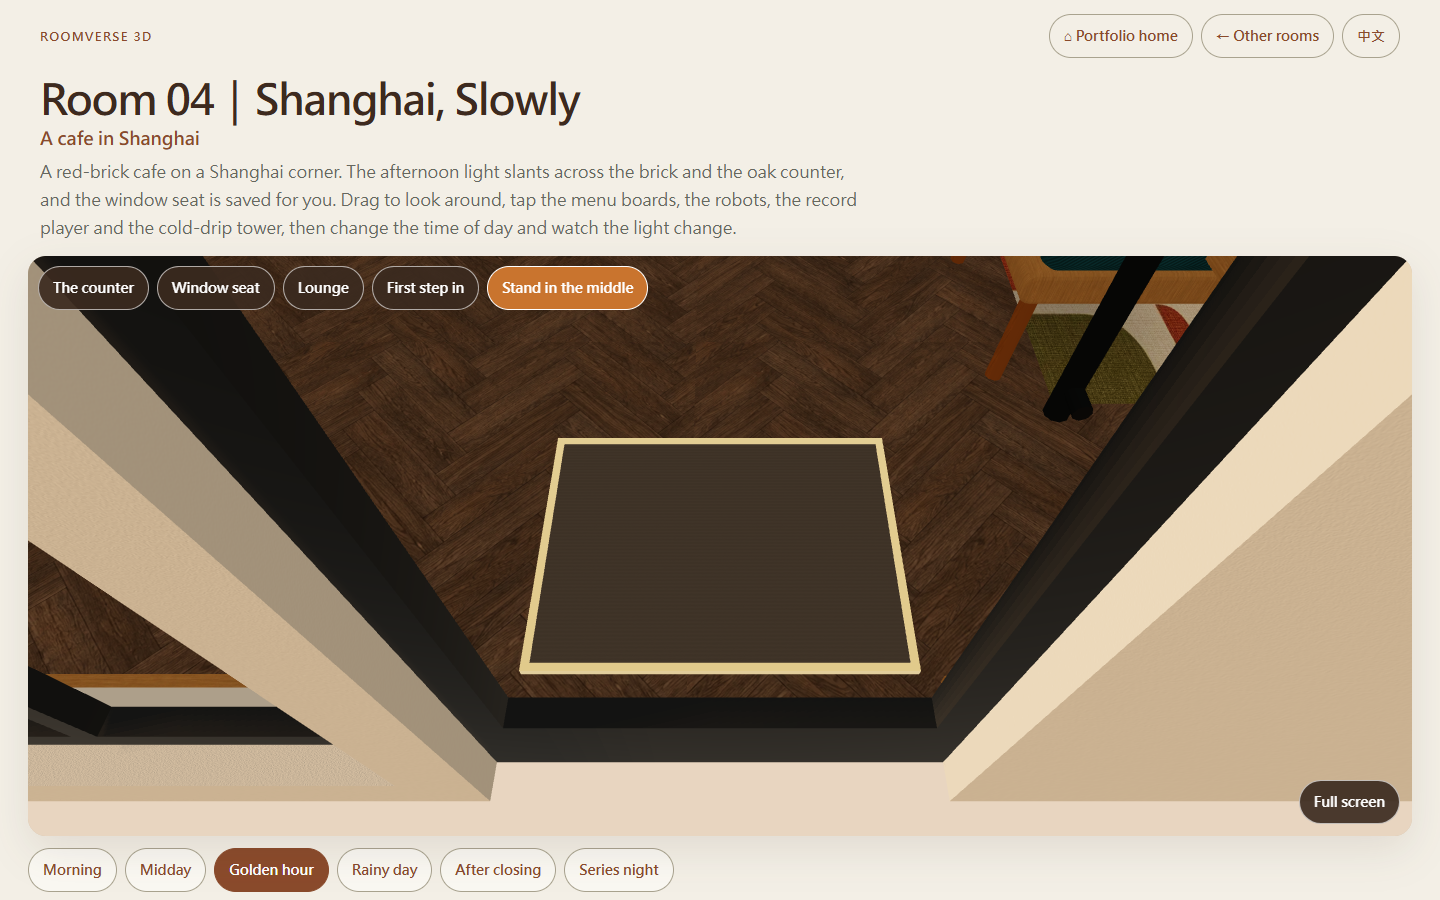 ROOMVERSE 3D
⌂ Portfolio home
← Other rooms
中文
Room 04 | Shanghai, Slowly
A cafe in Shanghai
A red-brick cafe on a Shanghai corner. The afternoon light slants across the brick and the oak counter,
and the window seat is saved for you. Drag to look around, tap the menu boards, the robots, the record
player and the cold-drip tower, then change the time of day and watch the light change.
The counter
Window seat
Lounge
First step in
Stand in the middle
Full screen
Morning
Midday
Golden hour
Rainy day
After closing
Series night